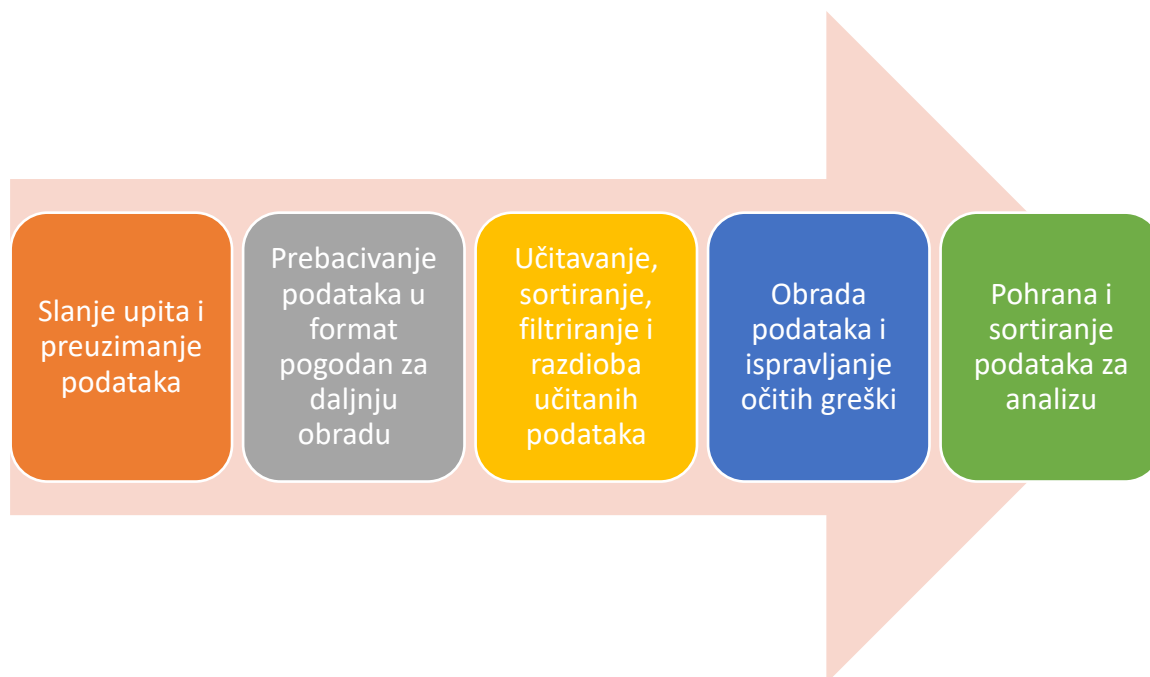 Slanje upita i
preuzimanje
podataka
Prebacivanje
podataka u
format
pogodan za
daljnju
obradu
Učitavanje,
sortiranje,
filtriranje i
razdioba
učitanih
podataka
Obrada
podataka i
ispravljanje
očitih greški
Pohrana i
sortiranje
podataka za
analizu